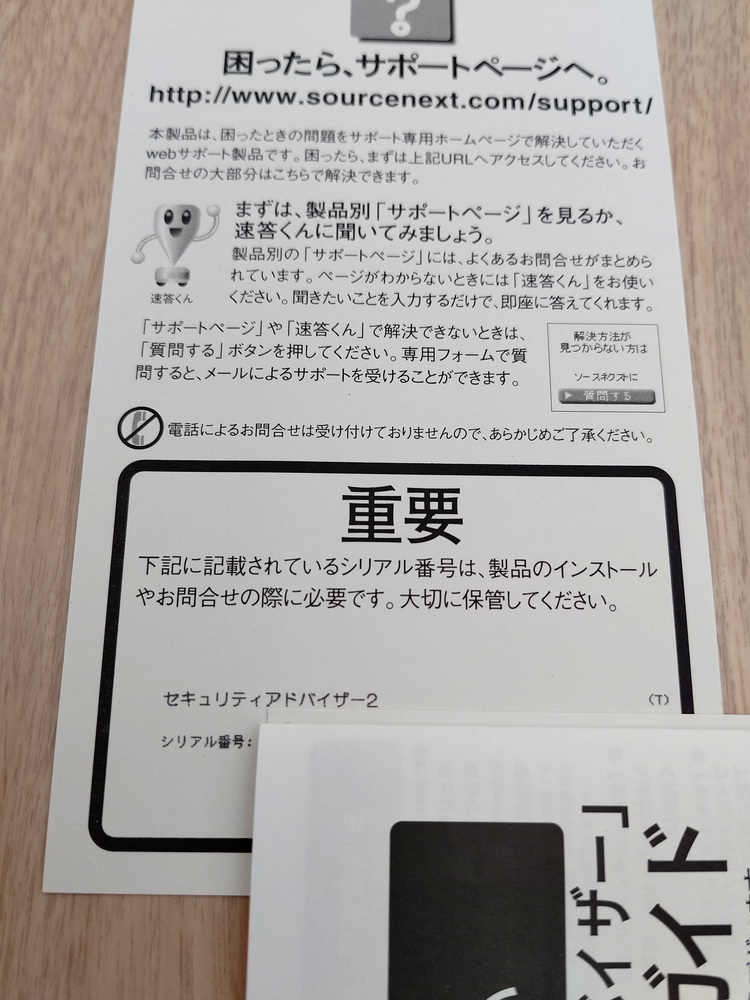 ?
困ったら、サポートページへ。
http://www.sourcenext.com/support/
本製品は、困ったときの問題をサポート専用ホームページで解決していただく
webサポート製品です。困ったら、まずは上記URLへアクセスしてください。お
問合せの大部分はこちらで解決できます。
まずは、製品別「サポートページ」を見るか、
速答くんに聞いてみましょう。
製品別の「サポートページ」には、よくあるお問合せがまとめら
れています。ページがわからないときには「速答くん」をお使い
ください。聞きたいことを入力するだけで、即座に答えてくれます。
速答くん
「サポートページ」や「速答くん」で解決できないときは、
「質問する」ボタンを押してください。専用フォームで質
問すると、メールによるサポートを受けることができます。
解決方法が
見つからない方は
ソースネクストに
質問する
電話によるお問合せは受け付けておりませんので、あらかじめご了承ください。
重要
下記に記載されているシリアル番号は、製品のインストール
やお問合せの際に必要です。大切に保管してください。
セキュリティアドバイザー2
(T)
シリアル番号:
イザー」
ガイド